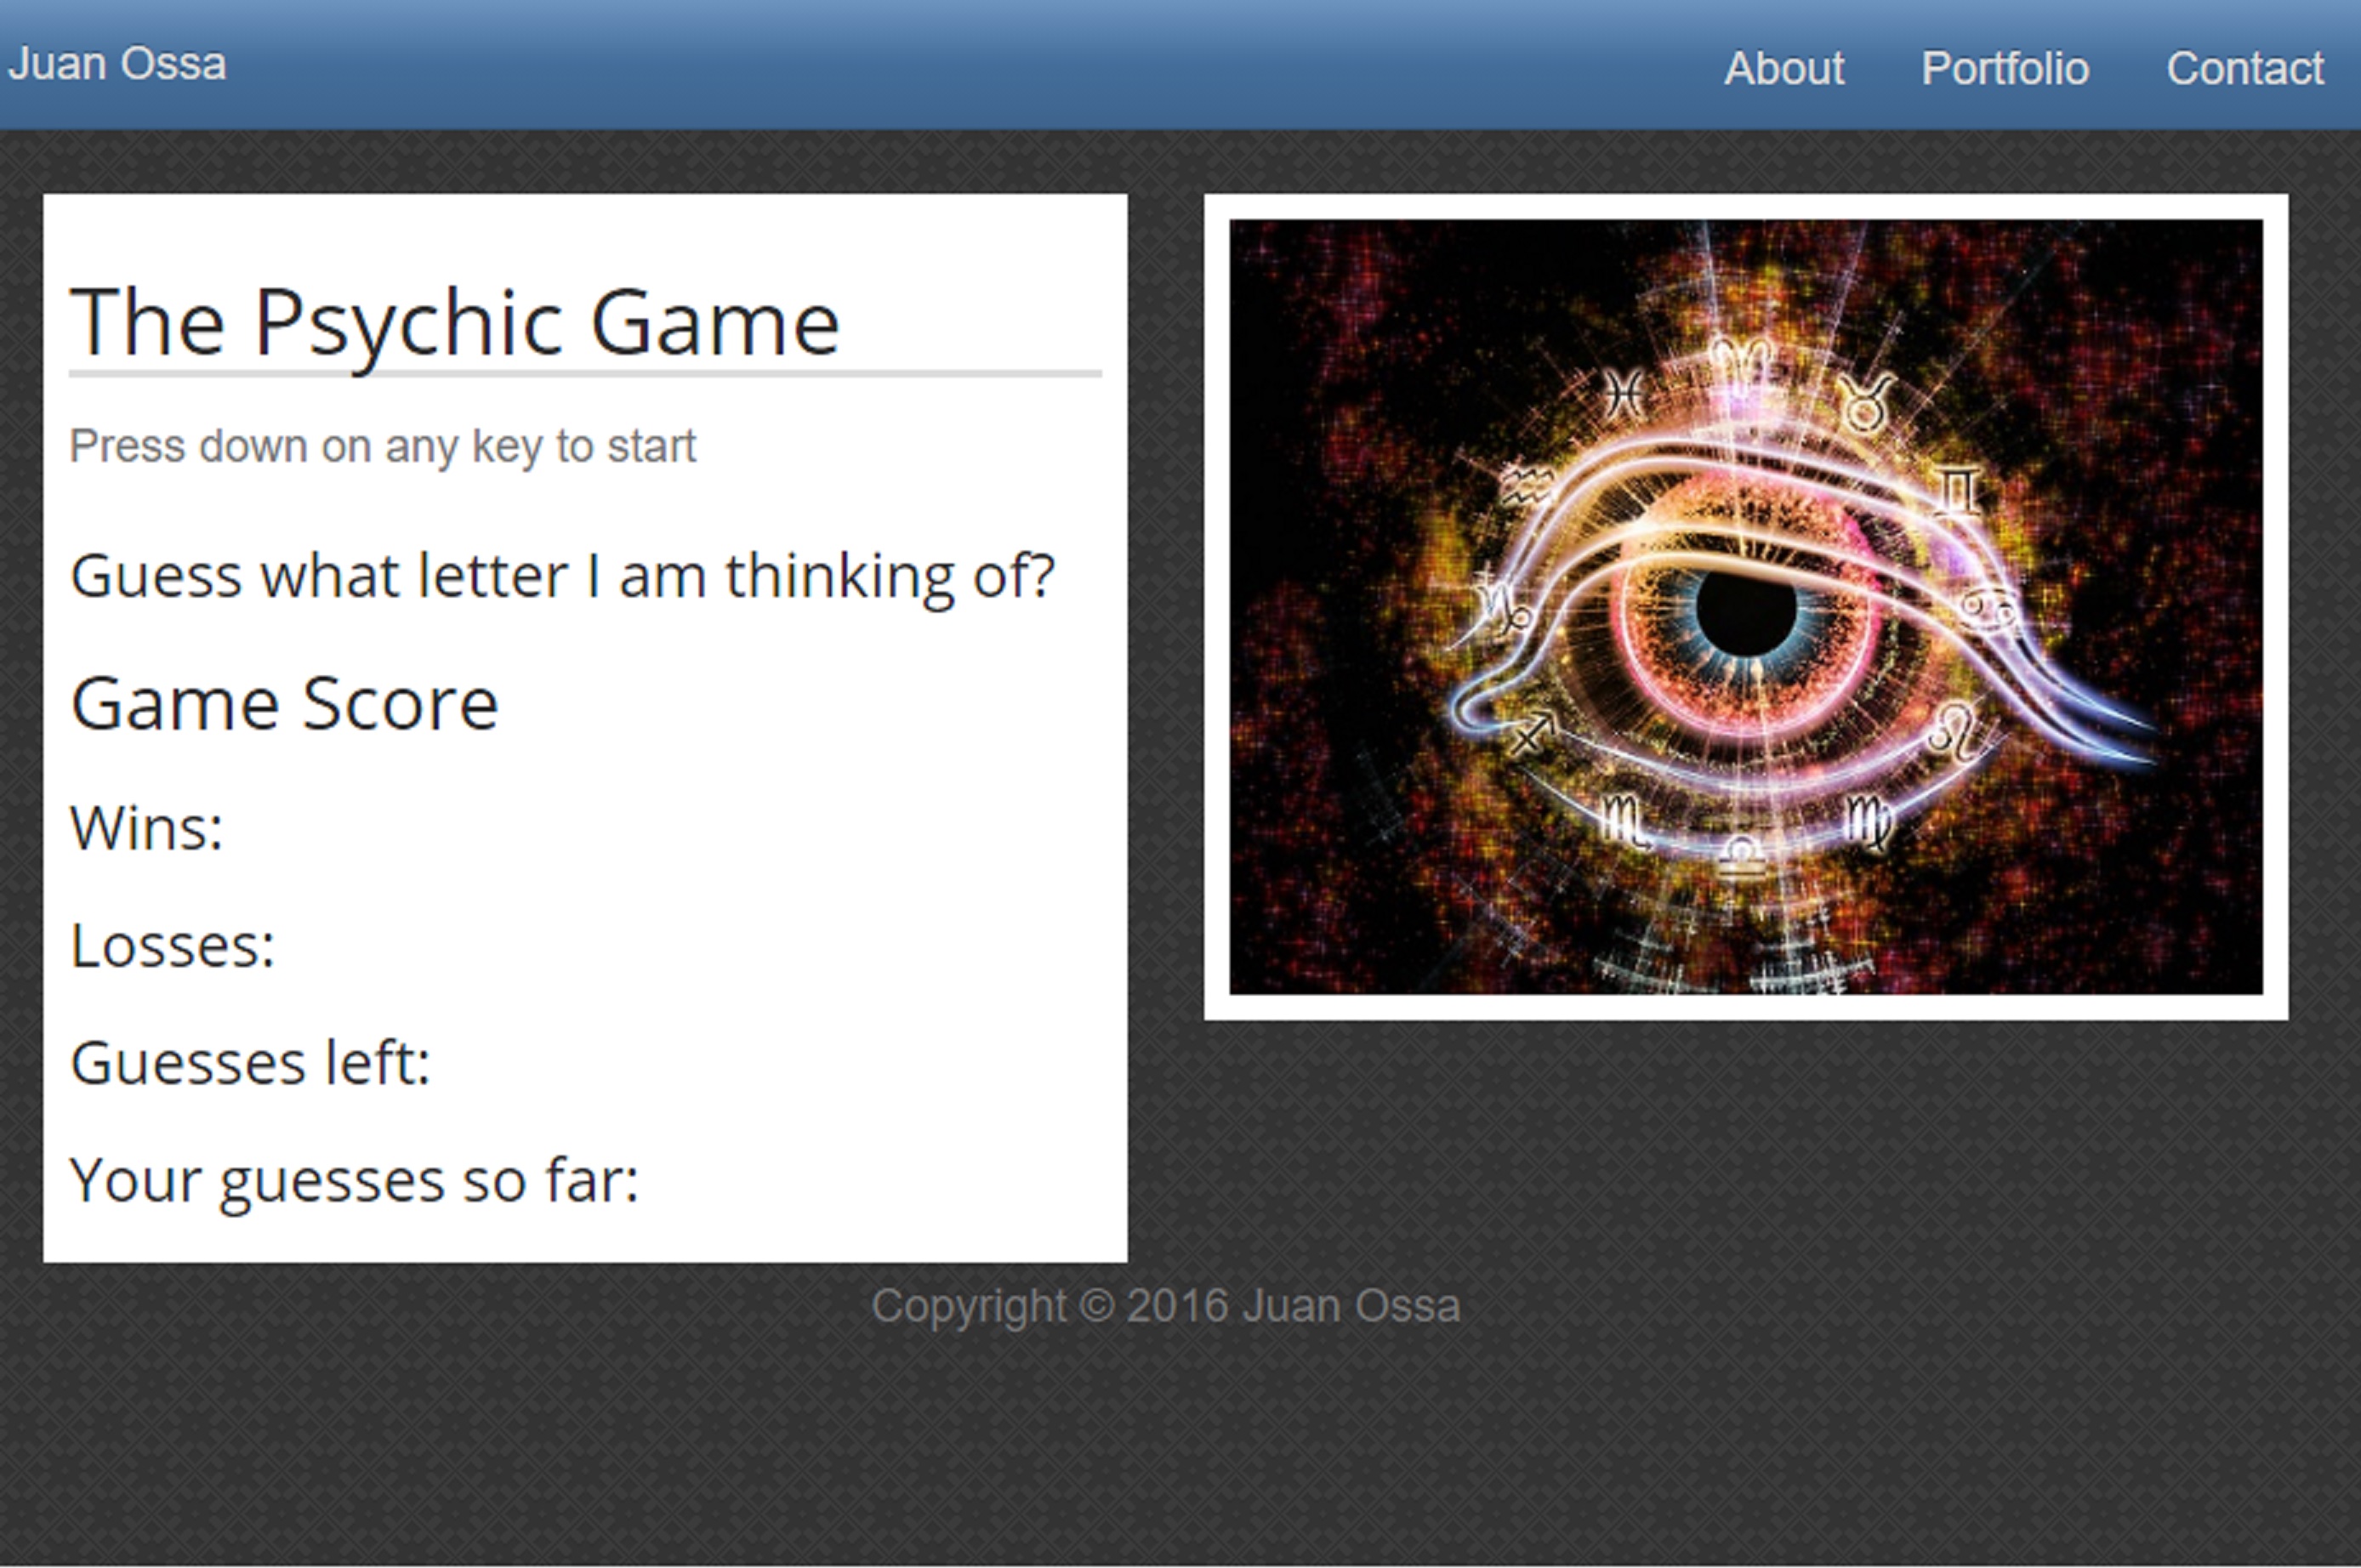 Juan Ossa
About Portfolio Contact
The Psychic Game
Press down on any key to start
Guess what letter I am thinking of?
Game Score
Wins:
Losses:
Guesses left:
Your guesses so far:
Copyright © 2016 Juan Ossa